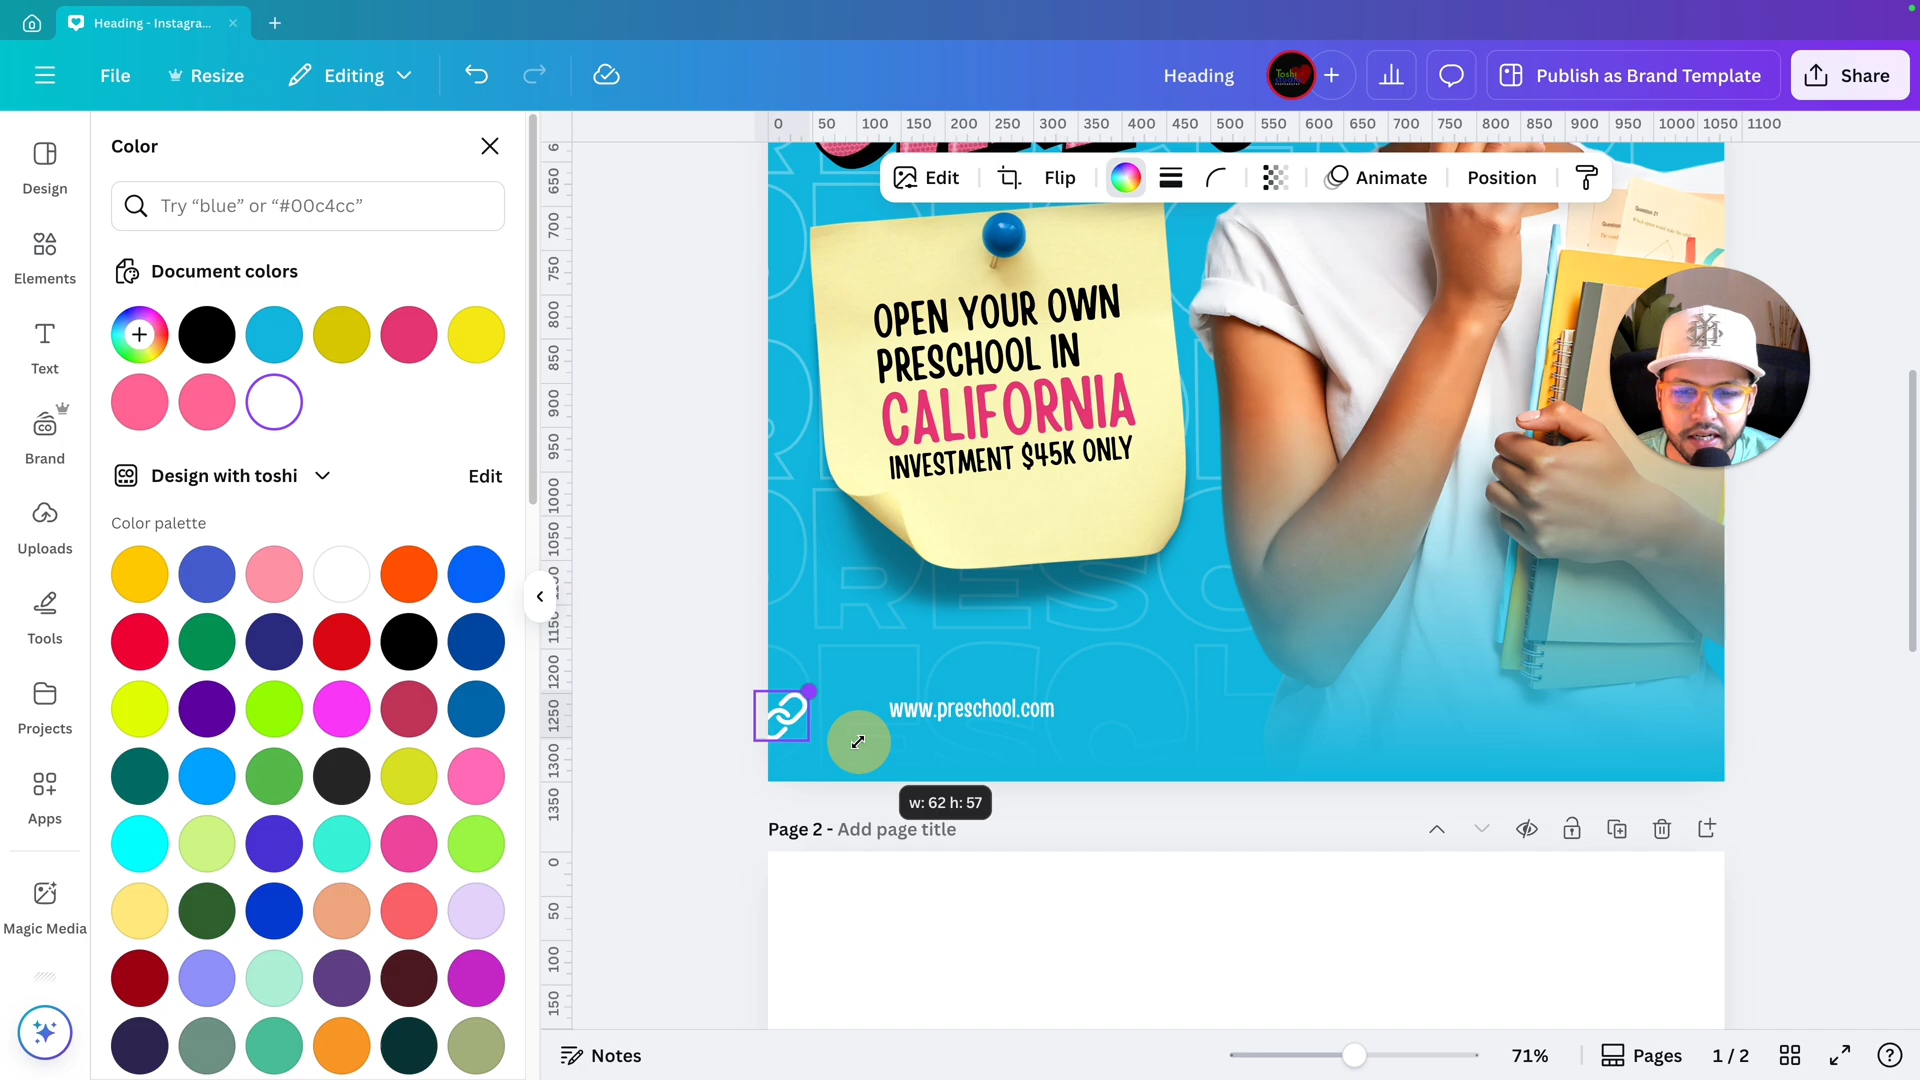 Heading - Instagra...
File
Resize
Editing
Heading
Toshi
Publish as Brand Template
Share
Design
Elements
Text
Brand
Uploads
Tools
Projects
Apps
Magic Media
Color
Try “blue” or “#00c4cc”
Document colors
Design with toshi
Edit
Color palette
0 50 100 150 200 250 300 350 400 450 500 550 600 650 700 750 800 850 900 950 1000 1050 1100
Edit
Flip
Animate
Position
650
700
750
800
850
900
950
1000
1050
1150
1200
1250
1300
1350
0
50
100
150
OPEN YOUR OWN
PRESCHOOL IN
CALIFORNIA
INVESTMENT $45K ONLY
Question 21
www.preschool.com
w: 62 h: 57
Page 2 - Add page title
Notes
71%
Pages
1 / 2